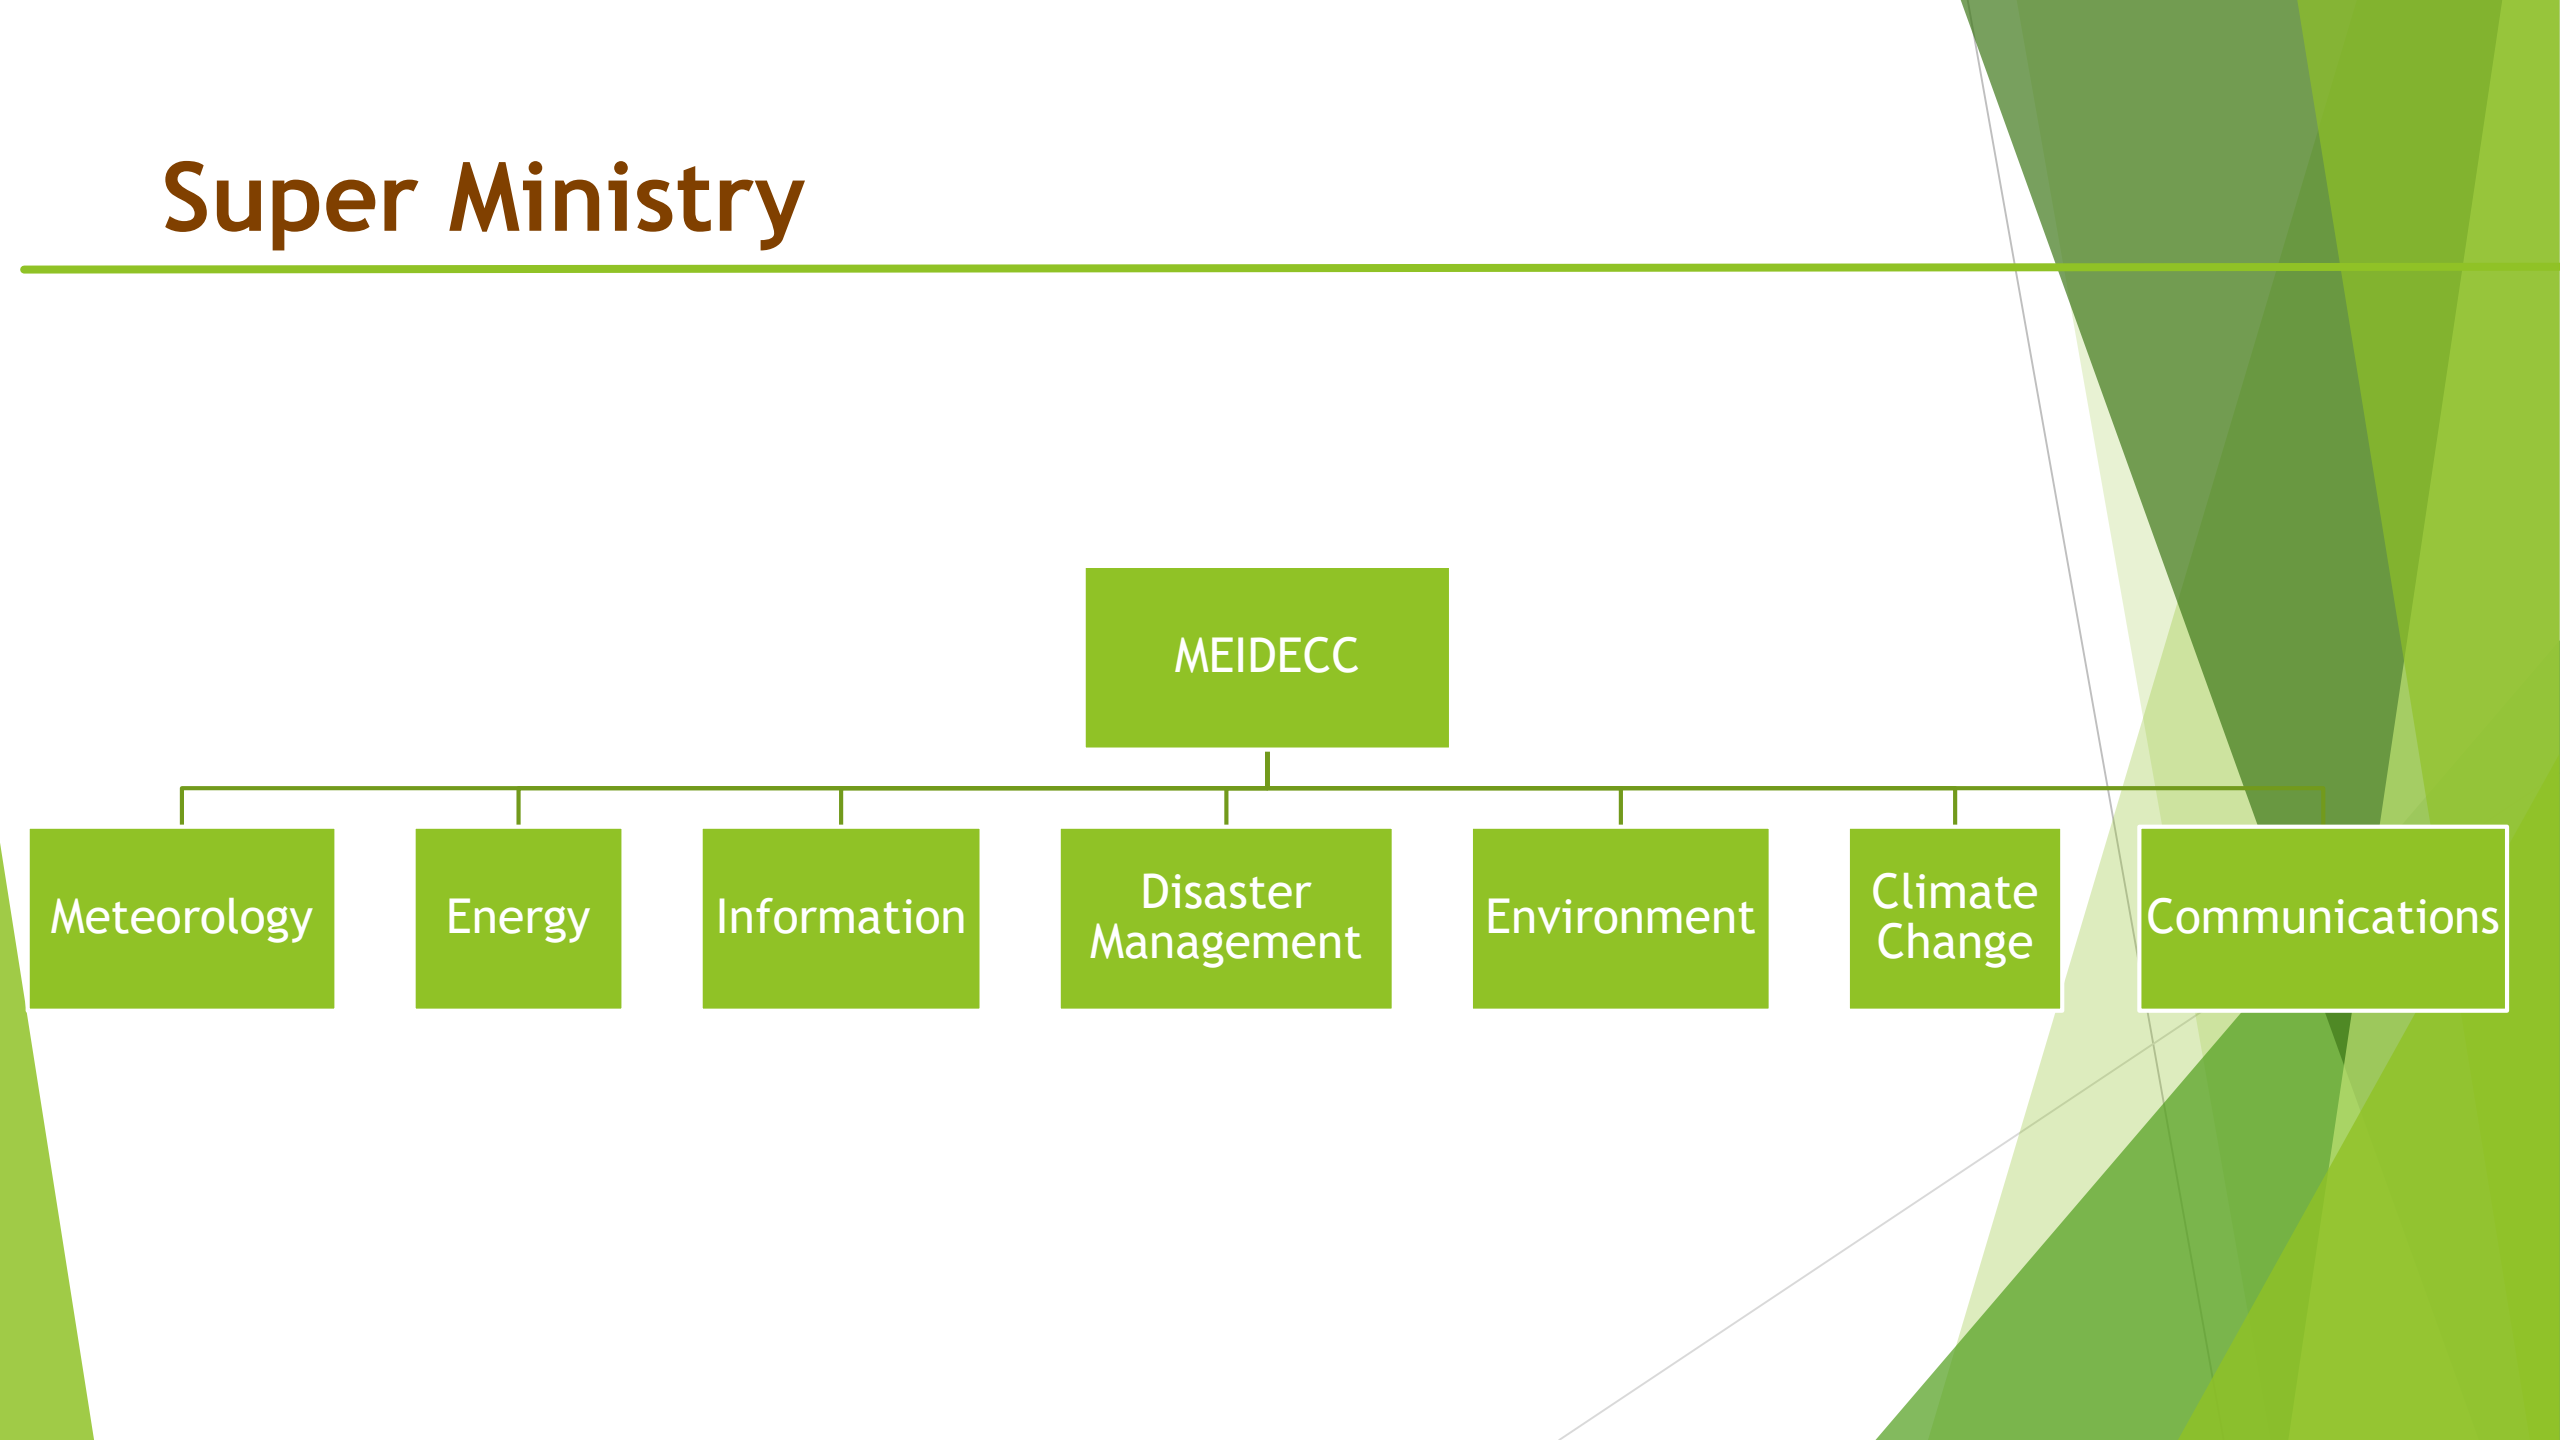 Super Ministry
MEIDECC
Meteorology
Energy
Information
Disaster
Management
Environment
Climate
Change
Communications